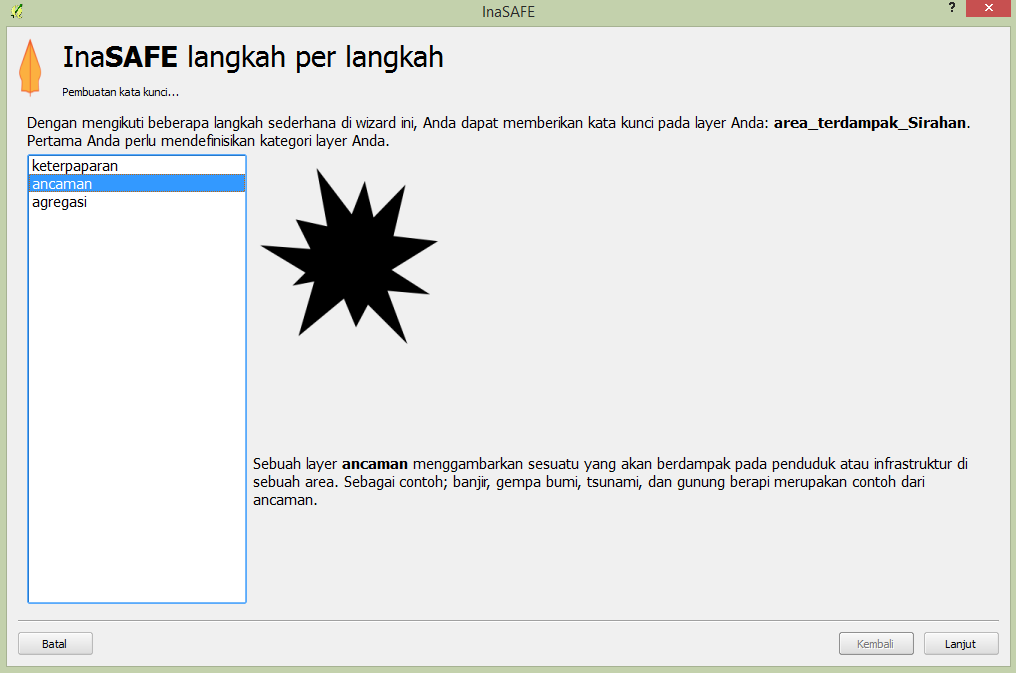 InaSAFE
?
InaSAFE langkah per langkah
Pembuatan kata kunci...
Dengan mengikuti beberapa langkah sederhana di wizard ini, Anda dapat memberikan kata kunci pada layer Anda: area_terdampak_Sirahan.
Pertama Anda perlu mendefinisikan kategori layer Anda.
keterpaparan
ancaman
agregasi
Sebuah layer ancaman menggambarkan sesuatu yang akan berdampak pada penduduk atau infrastruktur di
sebuah area. Sebagai contoh; banjir, gempa bumi, tsunami, dan gunung berapi merupakan contoh dari
ancaman.
Batal
Kembali
Lanjut